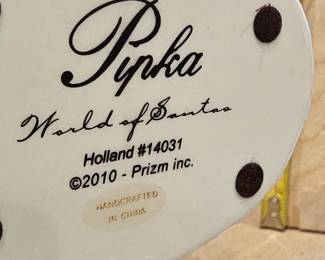 Pipka
World of Santas
Holland #14031
©2010 - Prizm inc.
HANDCRAFTED
IN CHINA